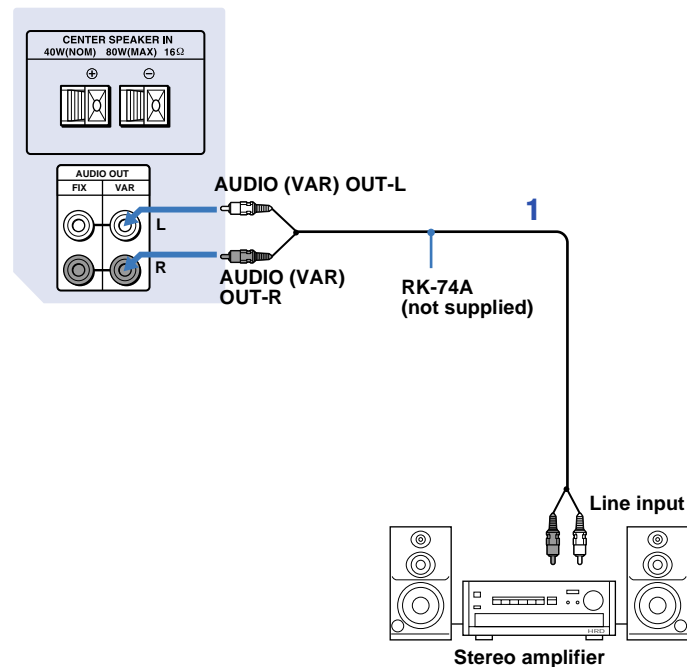 CENTER SPEAKER IN
40W(NOM) 80W(MAX) 16Ω
⊕ ⊖
AUDIO OUT
FIX VAR
L
R
AUDIO (VAR) OUT-L
AUDIO (VAR)
OUT-R
1
RK-74A
(not supplied)
Line input
HRD
Stereo amplifier